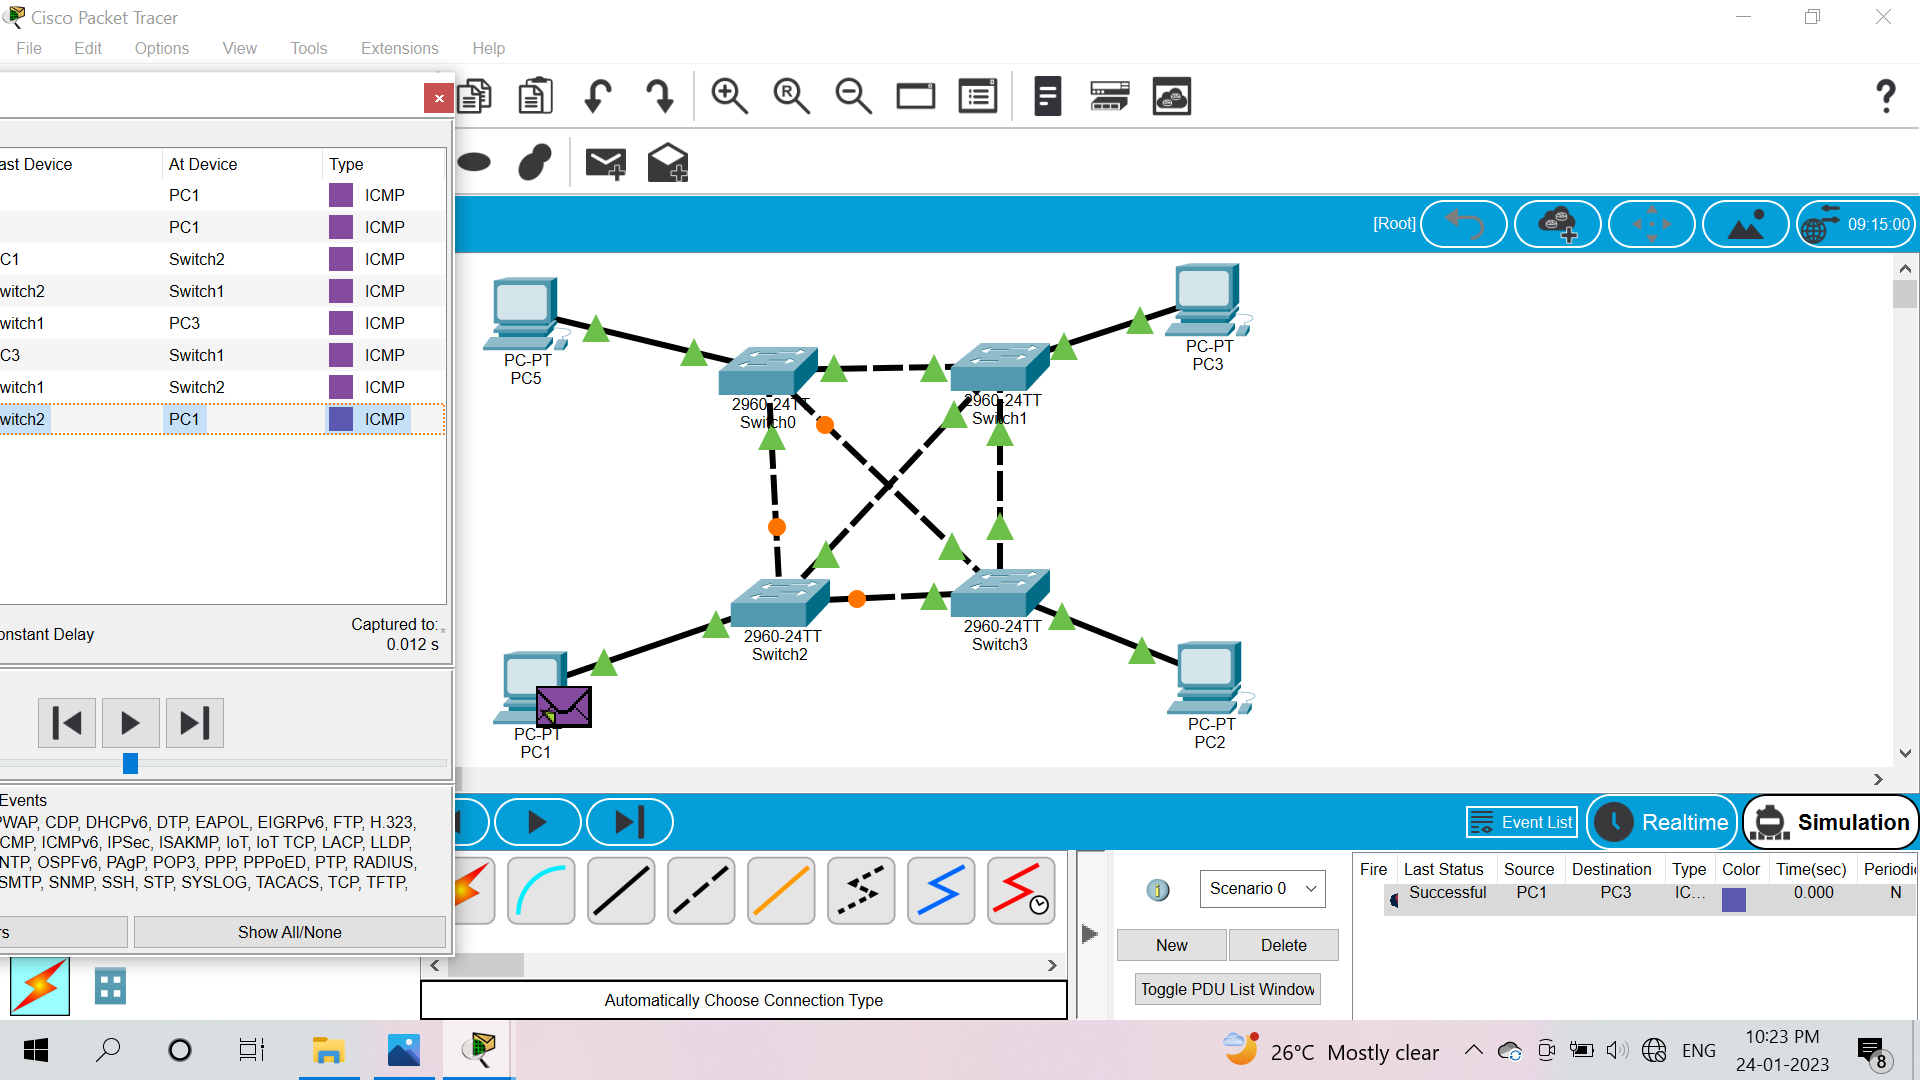 Cisco Packet Tracer
File Edit Options View Tools Extensions Help
ast Device At Device Type
PC1 ICMP
PC1 ICMP
C1 Switch2 ICMP
witch2 Switch1 ICMP
witch1 PC3 ICMP
C3 Switch1 ICMP
witch1 Switch2 ICMP
witch2 PC1 ICMP
onstant Delay
Captured to:
0.012 s
Events
PWAP, CDP, DHCPv6, DTP, EAPOL, EIGRPv6, FTP, H.323,
CMP, ICMPv6, IPSec, ISAKMP, IoT, IoT TCP, LACP, LLDP,
NTP, OSPFv6, PAgP, POP3, PPP, PPPoED, PTP, RADIUS,
SMTP, SNMP, SSH, STP, SYSLOG, TACACS, TCP, TFTP,
rs
Show All/None
[Root]
09:15:00
PC-PT
PC5
PC-PT
PC3
2960-24TT
Switch0
2960-24TT
Switch1
2960-24TT
Switch2
2960-24TT
Switch3
PC-PT
PC1
PC-PT
PC2
Event List
Realtime
Simulation
Automatically Choose Connection Type
Scenario 0
New
Delete
Toggle PDU List Window
Fire Last Status Source Destination Type Color Time(sec) Periodi
Successful PC1 PC3 IC... 0.000 N
26°C Mostly clear
ENG
10:23 PM
24-01-2023
8